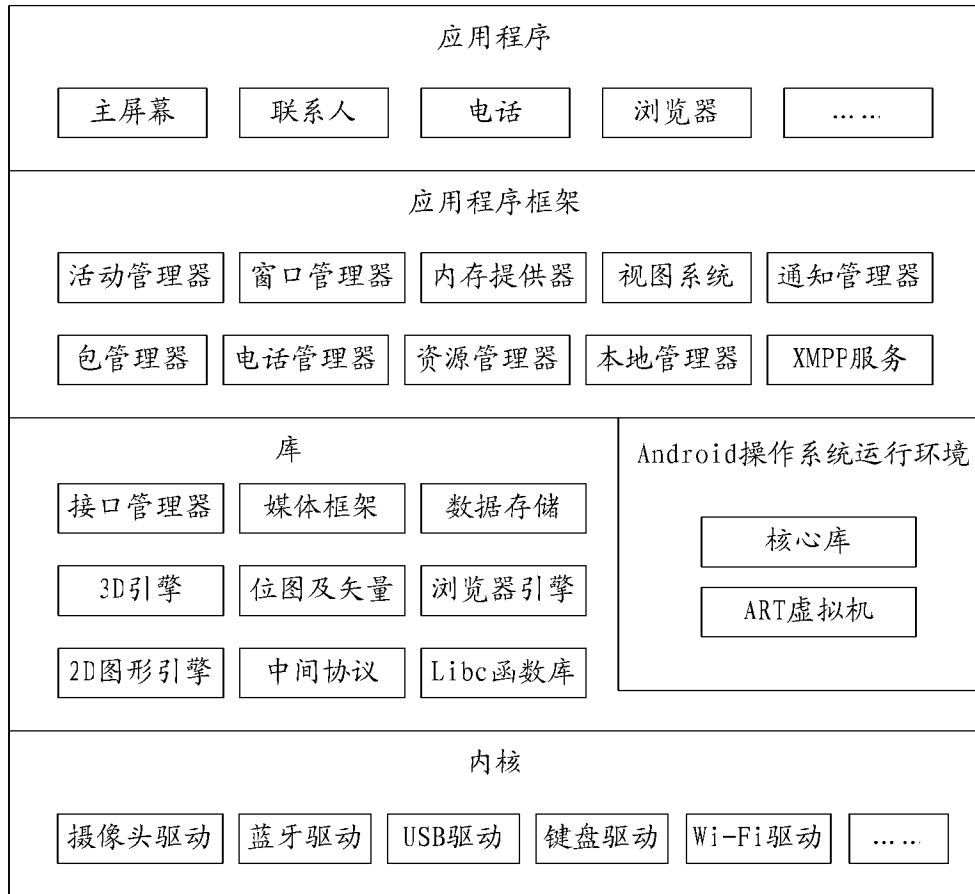 应用程序
主屏幕 联系人 电话 浏览器 ……
应用程序框架
活动管理器 窗口管理器 内存提供器 视图系统 通知管理器
包管理器 电话管理器 资源管理器 本地管理器 XMPP服务
库
接口管理器 媒体框架 数据存储
3D引擎 位图及矢量 浏览器引擎
2D图形引擎 中间协议 Libc函数库
Android操作系统运行环境
核心库
ART虚拟机
内核
摄像头驱动 蓝牙驱动 USB驱动 键盘驱动 Wi-Fi驱动 ……